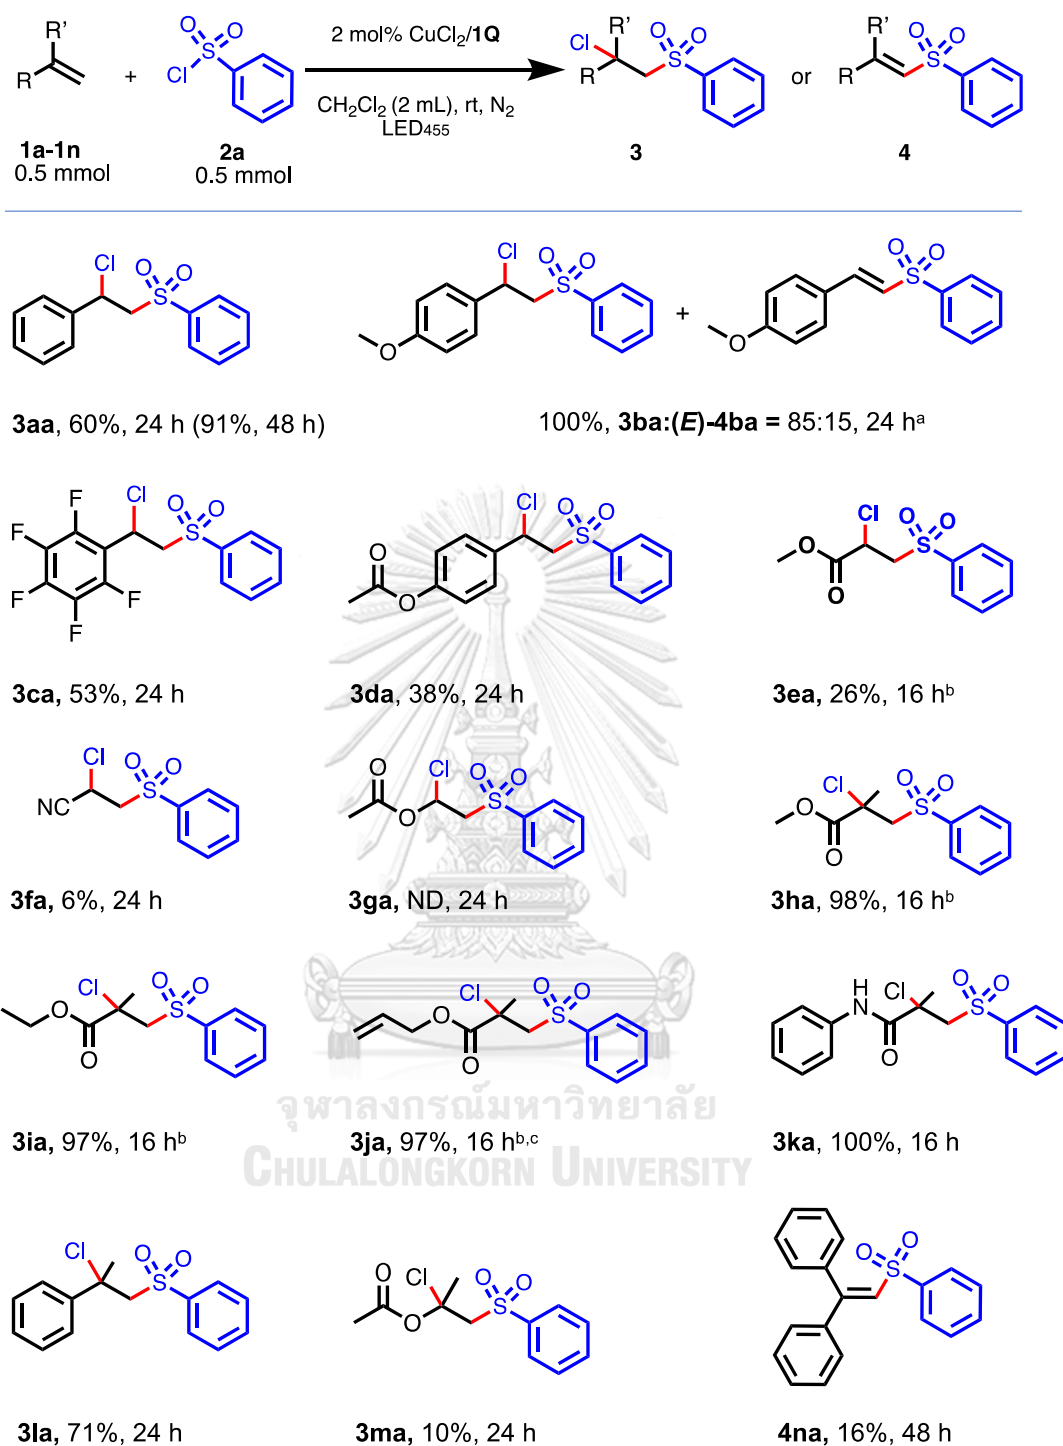 R'
R
+
O O
S
Cl
2 mol% CuCl2/1Q
CH2Cl2 (2 mL), rt, N2
LED455
R' O O
Cl S
R
or
R' O O
S
R
1a-1n
0.5 mmol
2a
0.5 mmol
3
4
Cl O O
S
Cl O O
S
O
+
O O
S
O
3aa, 60%, 24 h (91%, 48 h)
100%, 3ba:(E)-4ba = 85:15, 24 hᵃ
F Cl O O
F S
F F
F
Cl O O
S
O
O
Cl O O
S
O
O
3ca, 53%, 24 h
3da, 38%, 24 h
3ea, 26%, 16 hᵇ
Cl O O
NC S
O Cl O O
O S
Cl O O
O S
O
3fa, 6%, 24 h
3ga, ND, 24 h
3ha, 98%, 16 hᵇ
Cl O O
O S
O
Cl O O
O S
O
H Cl O O
N S
O
จุฬาลงกรณ์มหาวิทยาลัย
3ia, 97%, 16 hᵇ
3ja, 97%, 16 hᵇ,ᶜ
3ka, 100%, 16 h
CHULALONGKORN UNIVERSITY
Cl O O
S
O Cl O O
O S
O O
S
3la, 71%, 24 h
3ma, 10%, 24 h
4na, 16%, 48 h